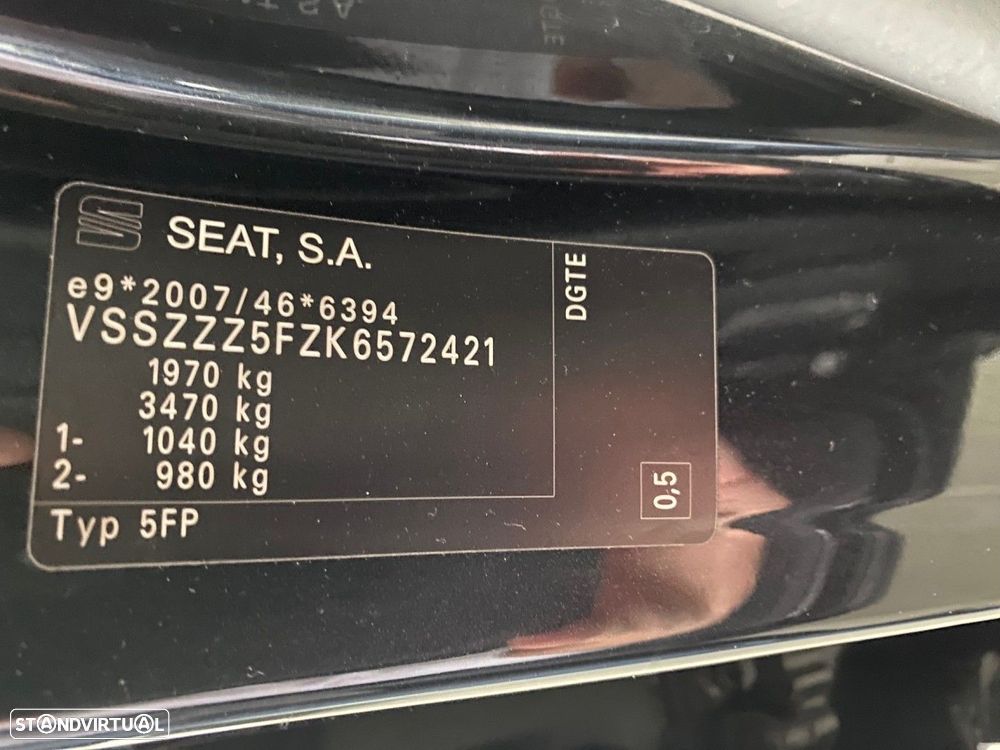 SEAT, S.A.
e9*2007/46*6394
VSSZZZ5FZK6572421
1970 kg
3470 kg
1- 1040 kg
2- 980 kg
Typ 5FP
DGTE
0,5
STANDVIRTUAL